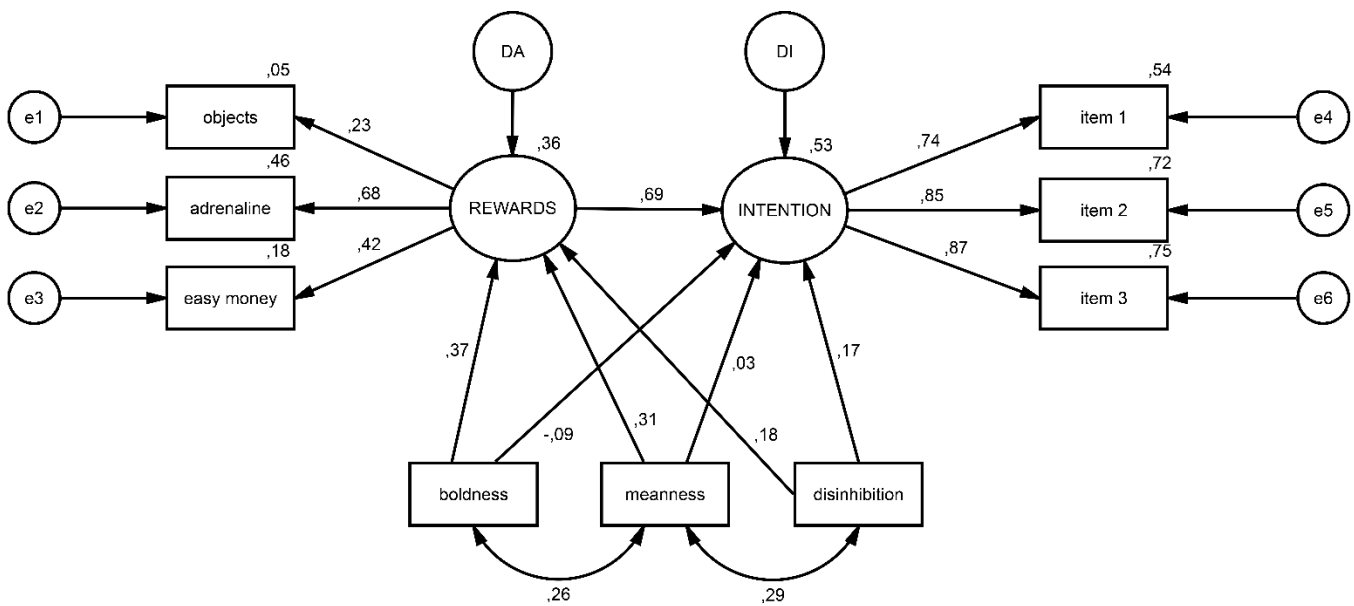 DA
DI
,05
,54
e1
objects
,23
,36
,53
,74
item 1
e4
,46
,72
e2
adrenaline
,68
REWARDS
,69
INTENTION
,85
item 2
e5
,18
,42
,87
,75
e3
easy money
item 3
e6
,37
,03
,17
-,09
,31
,18
boldness
meanness
disinhibition
,26
,29